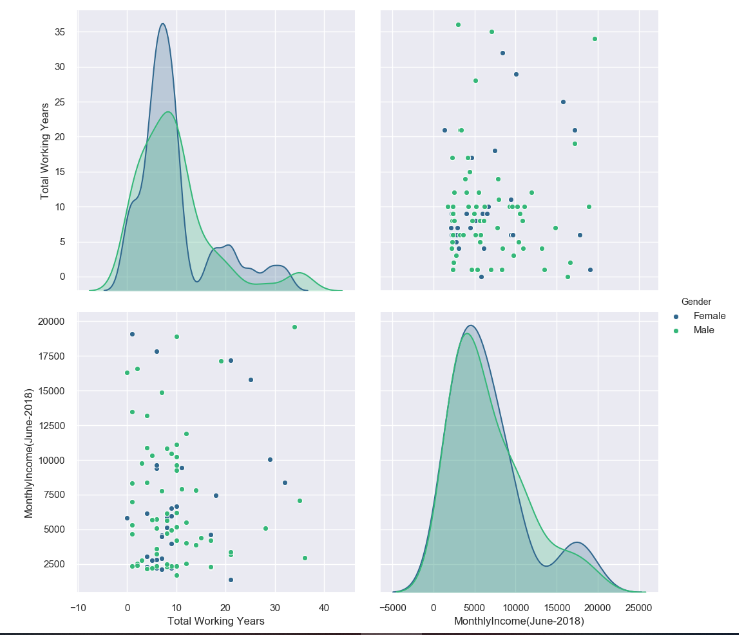 Total Working Years
35
30
25
20
15
10
5
0
MonthlyIncome(June-2018)
20000
17500
15000
12500
10000
7500
5000
2500
−10 0 10 20 30 40
Total Working Years
−5000 0 5000 10000 15000 20000 25000
MonthlyIncome(June-2018)
Gender
Female
Male